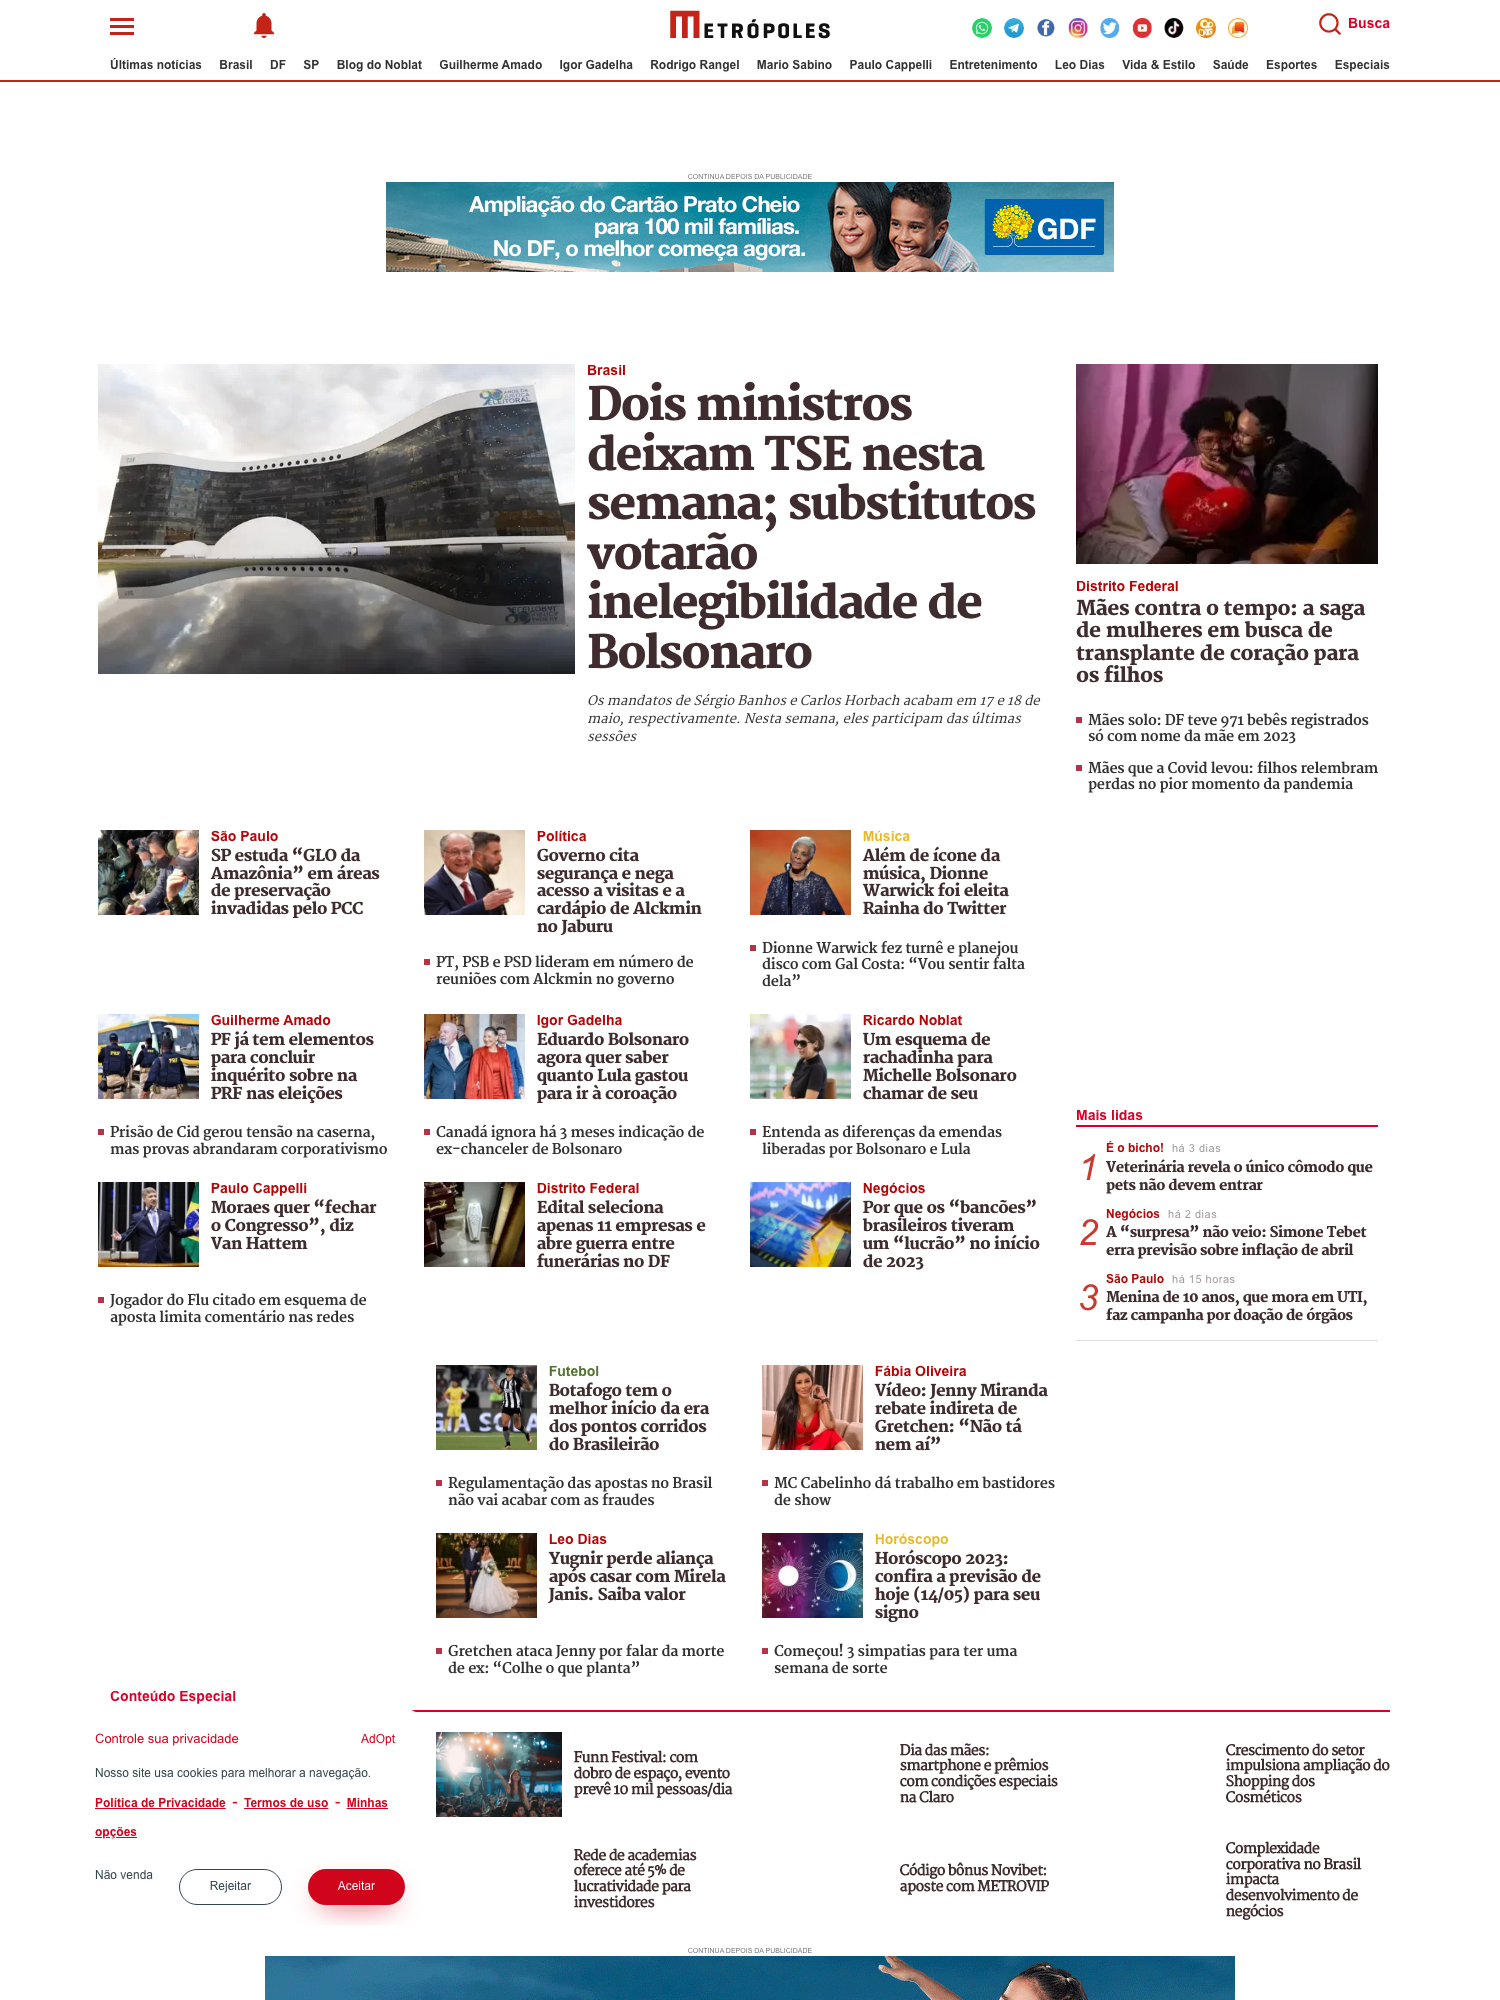 METRÓPOLES
Busca
Últimas notícias Brasil DF SP Blog do Noblat Guilherme Amado Igor Gadelha Rodrigo Rangel Mario Sabino Paulo Cappelli Entretenimento Leo Dias Vida & Estilo Saúde Esportes Especiais
CONTINUA DEPOIS DA PUBLICIDADE
Ampliação do Cartão Prato Cheio
para 100 mil famílias.
No DF, o melhor começa agora.
GDF
Brasil
Dois ministros
deixam TSE nesta
semana; substitutos
votarão
inelegibilidade de
Bolsonaro
Os mandatos de Sérgio Banhos e Carlos Horbach acabam em 17 e 18 de
maio, respectivamente. Nesta semana, eles participam das últimas
sessões
Distrito Federal
Mães contra o tempo: a saga
de mulheres em busca de
transplante de coração para
os filhos
Mães solo: DF teve 971 bebês registrados
só com nome da mãe em 2023
Mães que a Covid levou: filhos relembram
perdas no pior momento da pandemia
São Paulo
SP estuda “GLO da
Amazônia” em áreas
de preservação
invadidas pelo PCC
Política
Governo cita
segurança e nega
acesso a visitas e a
cardápio de Alckmin
no Jaburu
PT, PSB e PSD lideram em número de
reuniões com Alckmin no governo
Música
Além de ícone da
música, Dionne
Warwick foi eleita
Rainha do Twitter
Dionne Warwick fez turnê e planejou
disco com Gal Costa: “Vou sentir falta
dela”
Guilherme Amado
PF já tem elementos
para concluir
inquérito sobre na
PRF nas eleições
Prisão de Cid gerou tensão na caserna,
mas provas abrandaram corporativismo
Igor Gadelha
Eduardo Bolsonaro
agora quer saber
quanto Lula gastou
para ir à coroação
Canadá ignora há 3 meses indicação de
ex-chanceler de Bolsonaro
Ricardo Noblat
Um esquema de
rachadinha para
Michelle Bolsonaro
chamar de seu
Entenda as diferenças da emendas
liberadas por Bolsonaro e Lula
Paulo Cappelli
Moraes quer “fechar
o Congresso”, diz
Van Hattem
Jogador do Flu citado em esquema de
aposta limita comentário nas redes
Distrito Federal
Edital seleciona
apenas 11 empresas e
abre guerra entre
funerárias no DF
Negócios
Por que os “bancões”
brasileiros tiveram
um “lucrão” no início
de 2023
Mais lidas
1
É o bicho! há 3 dias
Veterinária revela o único cômodo que
pets não devem entrar
2
Negócios há 2 dias
A “surpresa” não veio: Simone Tebet
erra previsão sobre inflação de abril
3
São Paulo há 15 horas
Menina de 10 anos, que mora em UTI,
faz campanha por doação de órgãos
Futebol
Botafogo tem o
melhor início da era
dos pontos corridos
do Brasileirão
Regulamentação das apostas no Brasil
não vai acabar com as fraudes
Fábia Oliveira
Vídeo: Jenny Miranda
rebate indireta de
Gretchen: “Não tá
nem aí”
MC Cabelinho dá trabalho em bastidores
de show
Leo Dias
Yugnir perde aliança
após casar com Mirela
Janis. Saiba valor
Gretchen ataca Jenny por falar da morte
de ex: “Colhe o que planta”
Horóscopo
Horóscopo 2023:
confira a previsão de
hoje (14/05) para seu
signo
Começou! 3 simpatias para ter uma
semana de sorte
Conteúdo Especial
Controle sua privacidade AdOpt
Nosso site usa cookies para melhorar a navegação.
Política de Privacidade - Termos de uso - Minhas
opções
Não venda Rejeitar Aceitar
Funn Festival: com
dobro de espaço, evento
prevê 10 mil pessoas/dia
Dia das mães:
smartphone e prêmios
com condições especiais
na Claro
Crescimento do setor
impulsiona ampliação do
Shopping dos
Cosméticos
Rede de academias
oferece até 5% de
lucratividade para
investidores
Código bônus Novibet:
aposte com METROVIP
Complexidade
corporativa no Brasil
impacta
desenvolvimento de
negócios
CONTINUA DEPOIS DA PUBLICIDADE